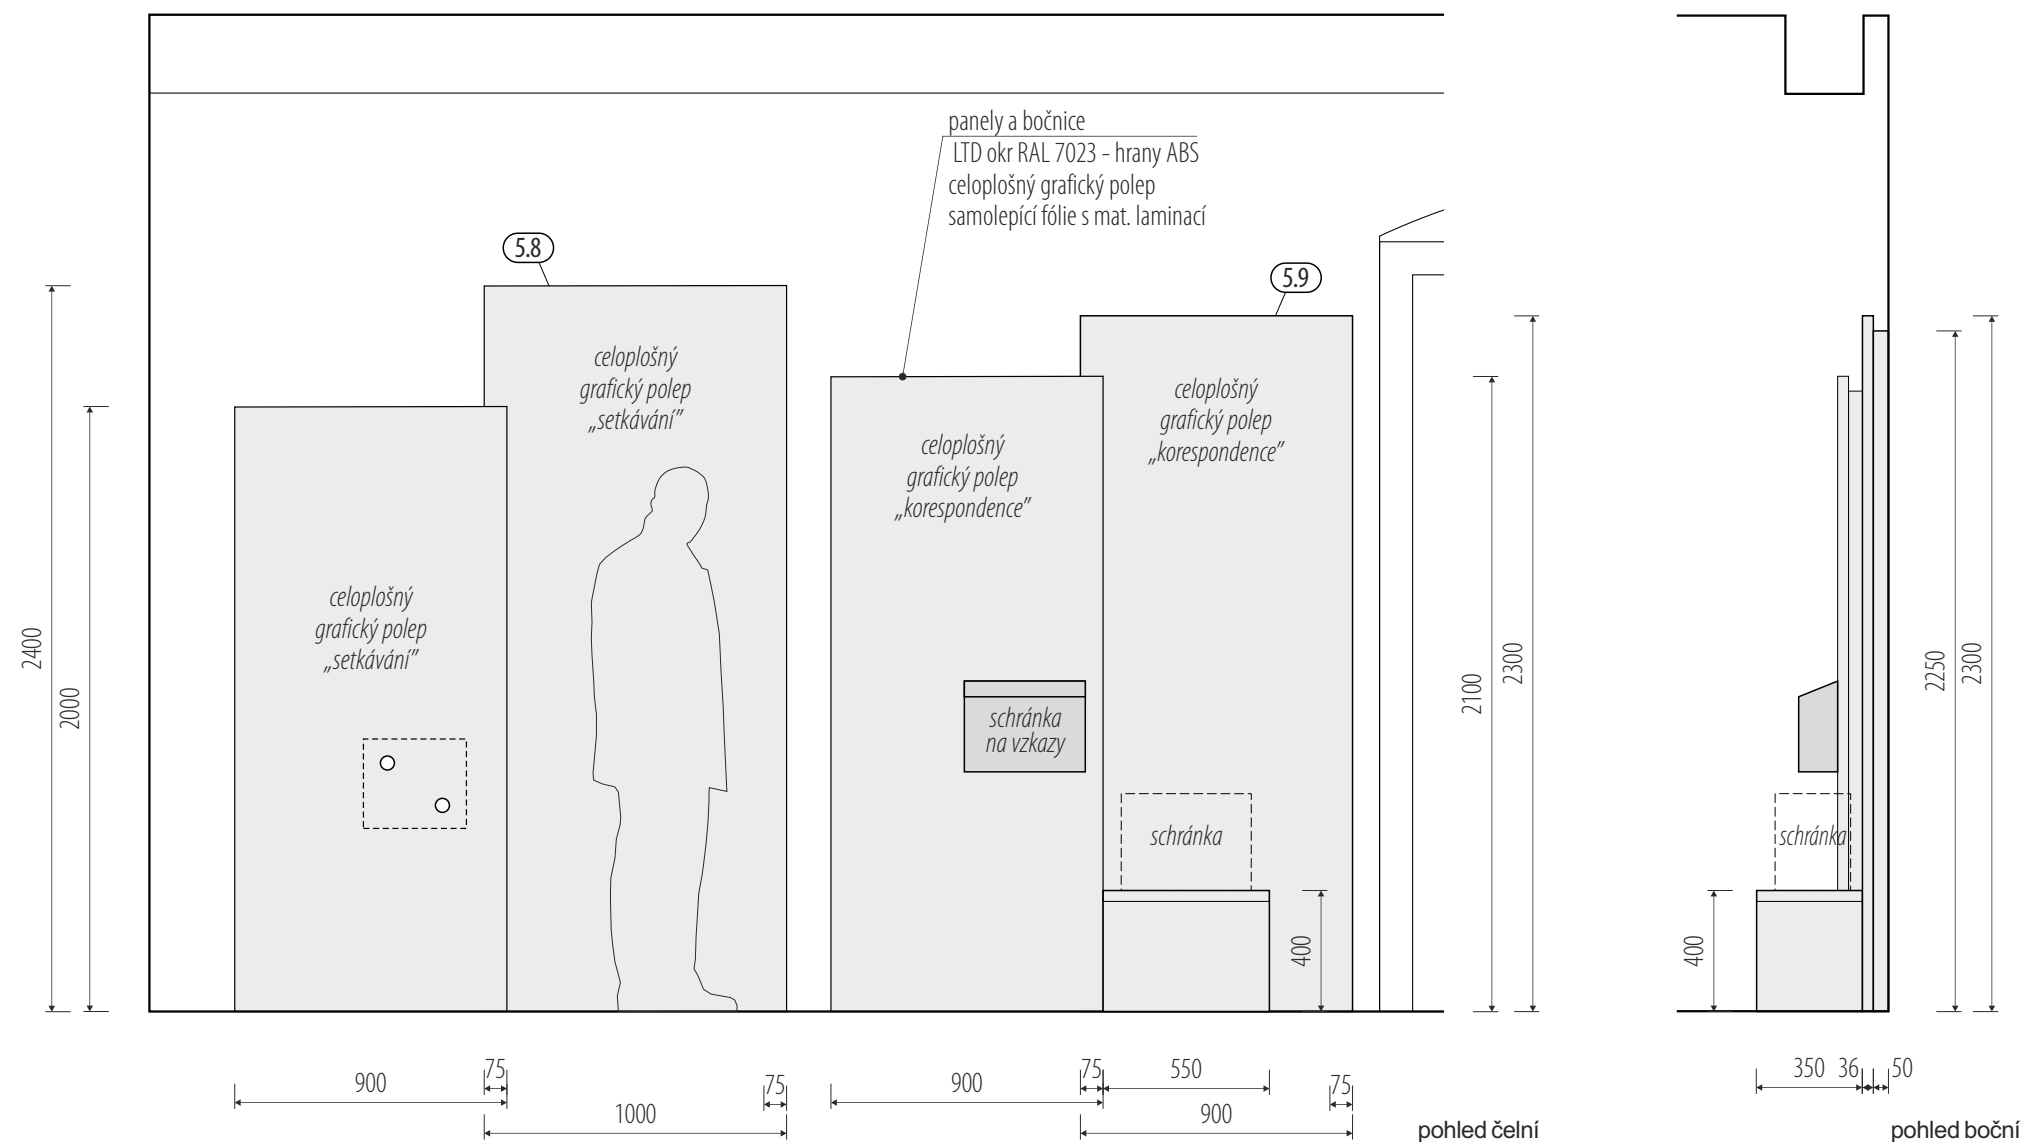 panely a bočnice
LTD okr RAL 7023 - hrany ABS
celoplošný grafický polep
samolepící fólie s mat. laminací
5.8
5.9
celoplošný
grafický polep
„setkávání”
celoplošný
grafický polep
„korespondence”
celoplošný
grafický polep
„korespondence”
celoplošný
grafický polep
„setkávání”
schránka
na vzkazy
schránka
schránka
2400
2000
2100
2300
2250
2300
400
400
900
75
1000
75
900
75
550
900
75
350
36
50
pohled čelní
pohled boční